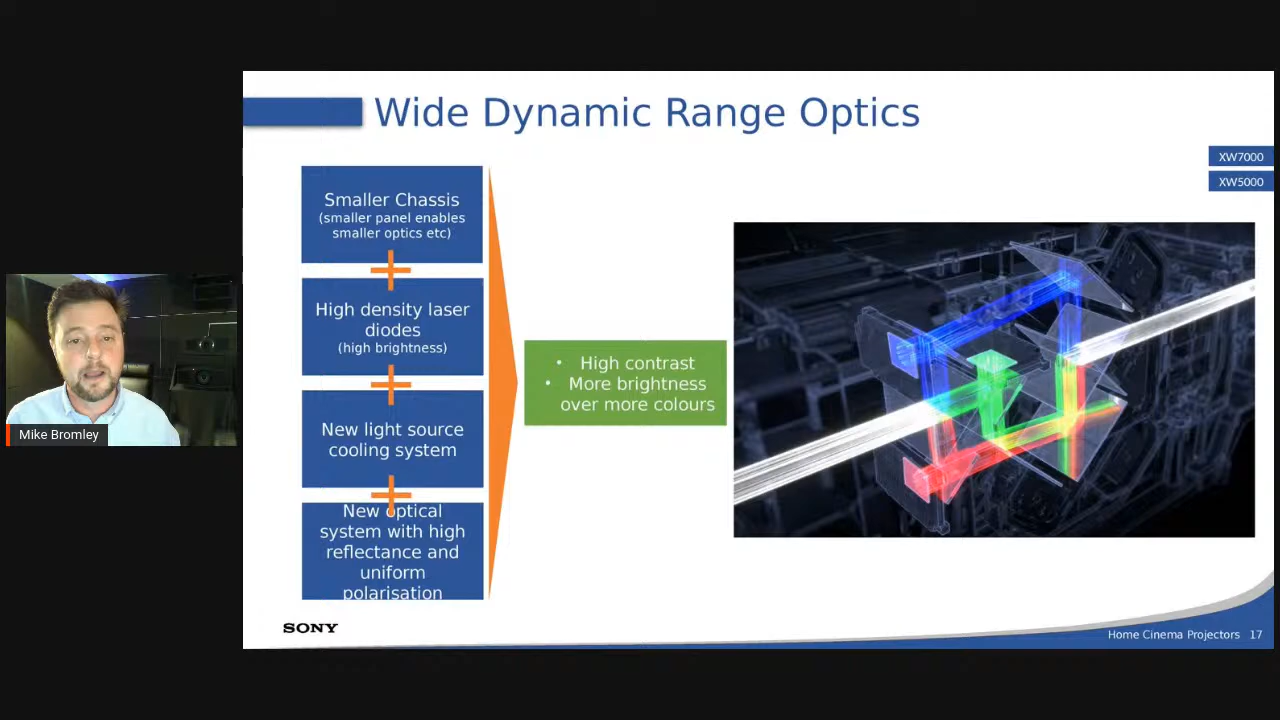 Wide Dynamic Range Optics
XW7000
XW5000
Smaller Chassis
(smaller panel enables
smaller optics etc)
High density laser
diodes
(high brightness)
New light source
cooling system
New optical
system with high
reflectance and
uniform
polarisation
• High contrast
• More brightness
over more colours
Mike Bromley
SONY
Home Cinema Projectors 17